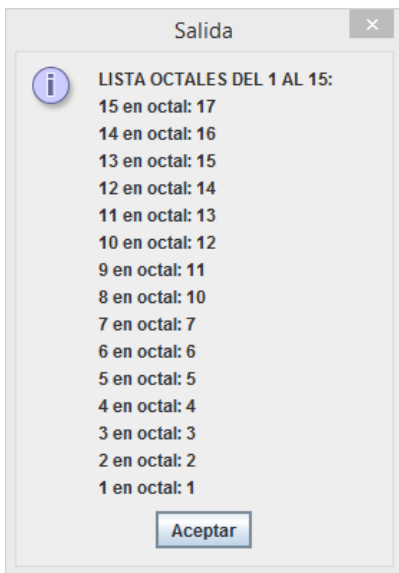 Salida
LISTA OCTALES DEL 1 AL 15:
15 en octal: 17
14 en octal: 16
13 en octal: 15
12 en octal: 14
11 en octal: 13
10 en octal: 12
9 en octal: 11
8 en octal: 10
7 en octal: 7
6 en octal: 6
5 en octal: 5
4 en octal: 4
3 en octal: 3
2 en octal: 2
1 en octal: 1
Aceptar